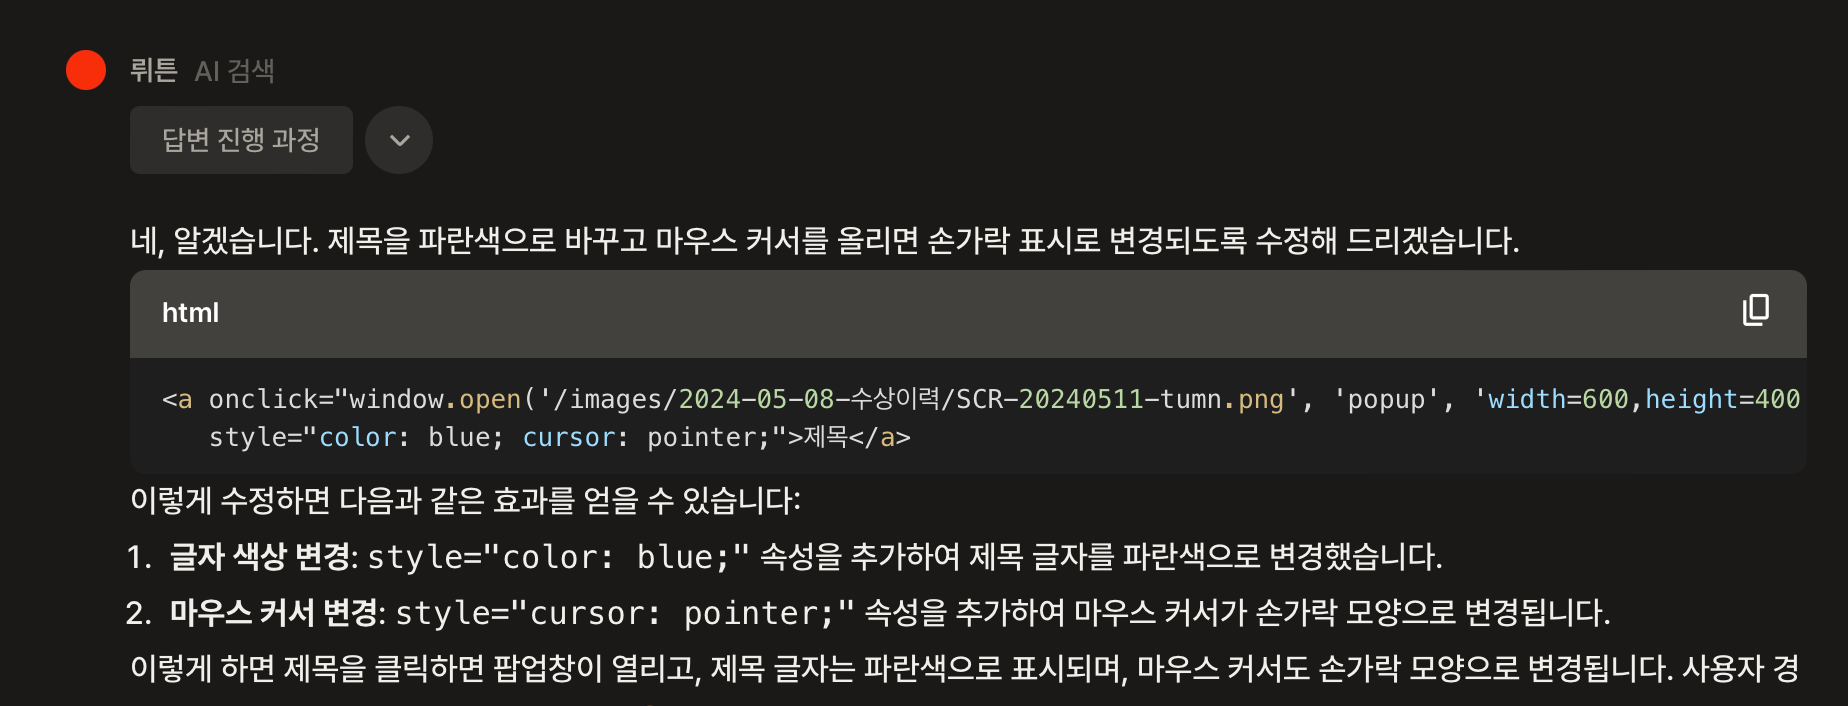 뤼튼 AI 검색
답변 진행 과정
네, 알겠습니다. 제목을 파란색으로 바꾸고 마우스 커서를 올리면 손가락 표시로 변경되도록 수정해 드리겠습니다.
html
<a onclick="window.open('/images/2024-05-08-수상이력/SCR-20240511-tumn.png', 'popup', 'width=600,height=400
style="color: blue; cursor: pointer;">제목</a>
이렇게 수정하면 다음과 같은 효과를 얻을 수 있습니다:
1. 글자 색상 변경: style="color: blue;" 속성을 추가하여 제목 글자를 파란색으로 변경했습니다.
2. 마우스 커서 변경: style="cursor: pointer;" 속성을 추가하여 마우스 커서가 손가락 모양으로 변경됩니다.
이렇게 하면 제목을 클릭하면 팝업창이 열리고, 제목 글자는 파란색으로 표시되며, 마우스 커서도 손가락 모양으로 변경됩니다. 사용자 경